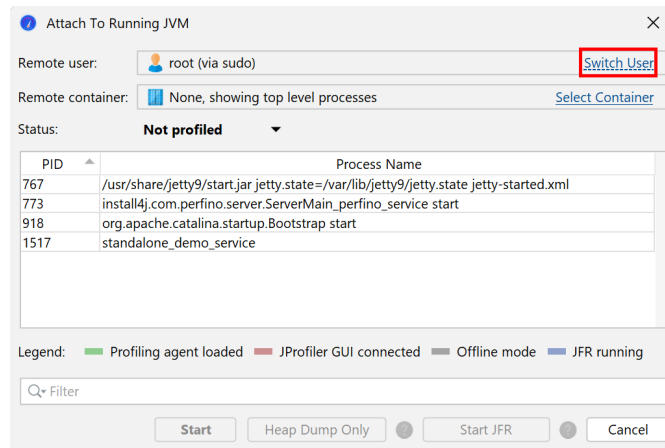 Attach To Running JVM
Remote user: root (via sudo) Switch User
Remote container: None, showing top level processes Select Container
Status: Not profiled
PID Process Name
767 /usr/share/jetty9/start.jar jetty.state=/var/lib/jetty9/jetty.state jetty-started.xml
773 install4j.com.perfino.server.ServerMain_perfino_service start
918 org.apache.catalina.startup.Bootstrap start
1517 standalone_demo_service
Legend: Profiling agent loaded JProfiler GUI connected Offline mode JFR running
Filter
Start Heap Dump Only ? Start JFR ? Cancel